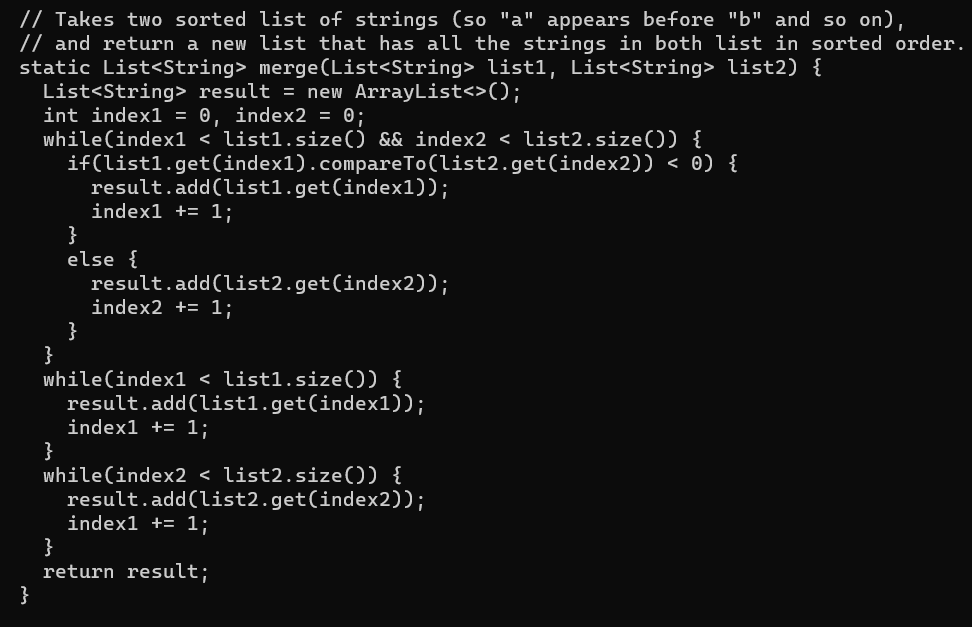 // Takes two sorted list of strings (so "a" appears before "b" and so on),
// and return a new list that has all the strings in both list in sorted order.
static List<String> merge(List<String> list1, List<String> list2) {
  List<String> result = new ArrayList<>();
  int index1 = 0, index2 = 0;
  while(index1 < list1.size() && index2 < list2.size()) {
    if(list1.get(index1).compareTo(list2.get(index2)) < 0) {
      result.add(list1.get(index1));
      index1 += 1;
    }
    else {
      result.add(list2.get(index2));
      index2 += 1;
    }
  }
  while(index1 < list1.size()) {
    result.add(list1.get(index1));
    index1 += 1;
  }
  while(index2 < list2.size()) {
    result.add(list2.get(index2));
    index1 += 1;
  }
  return result;
}